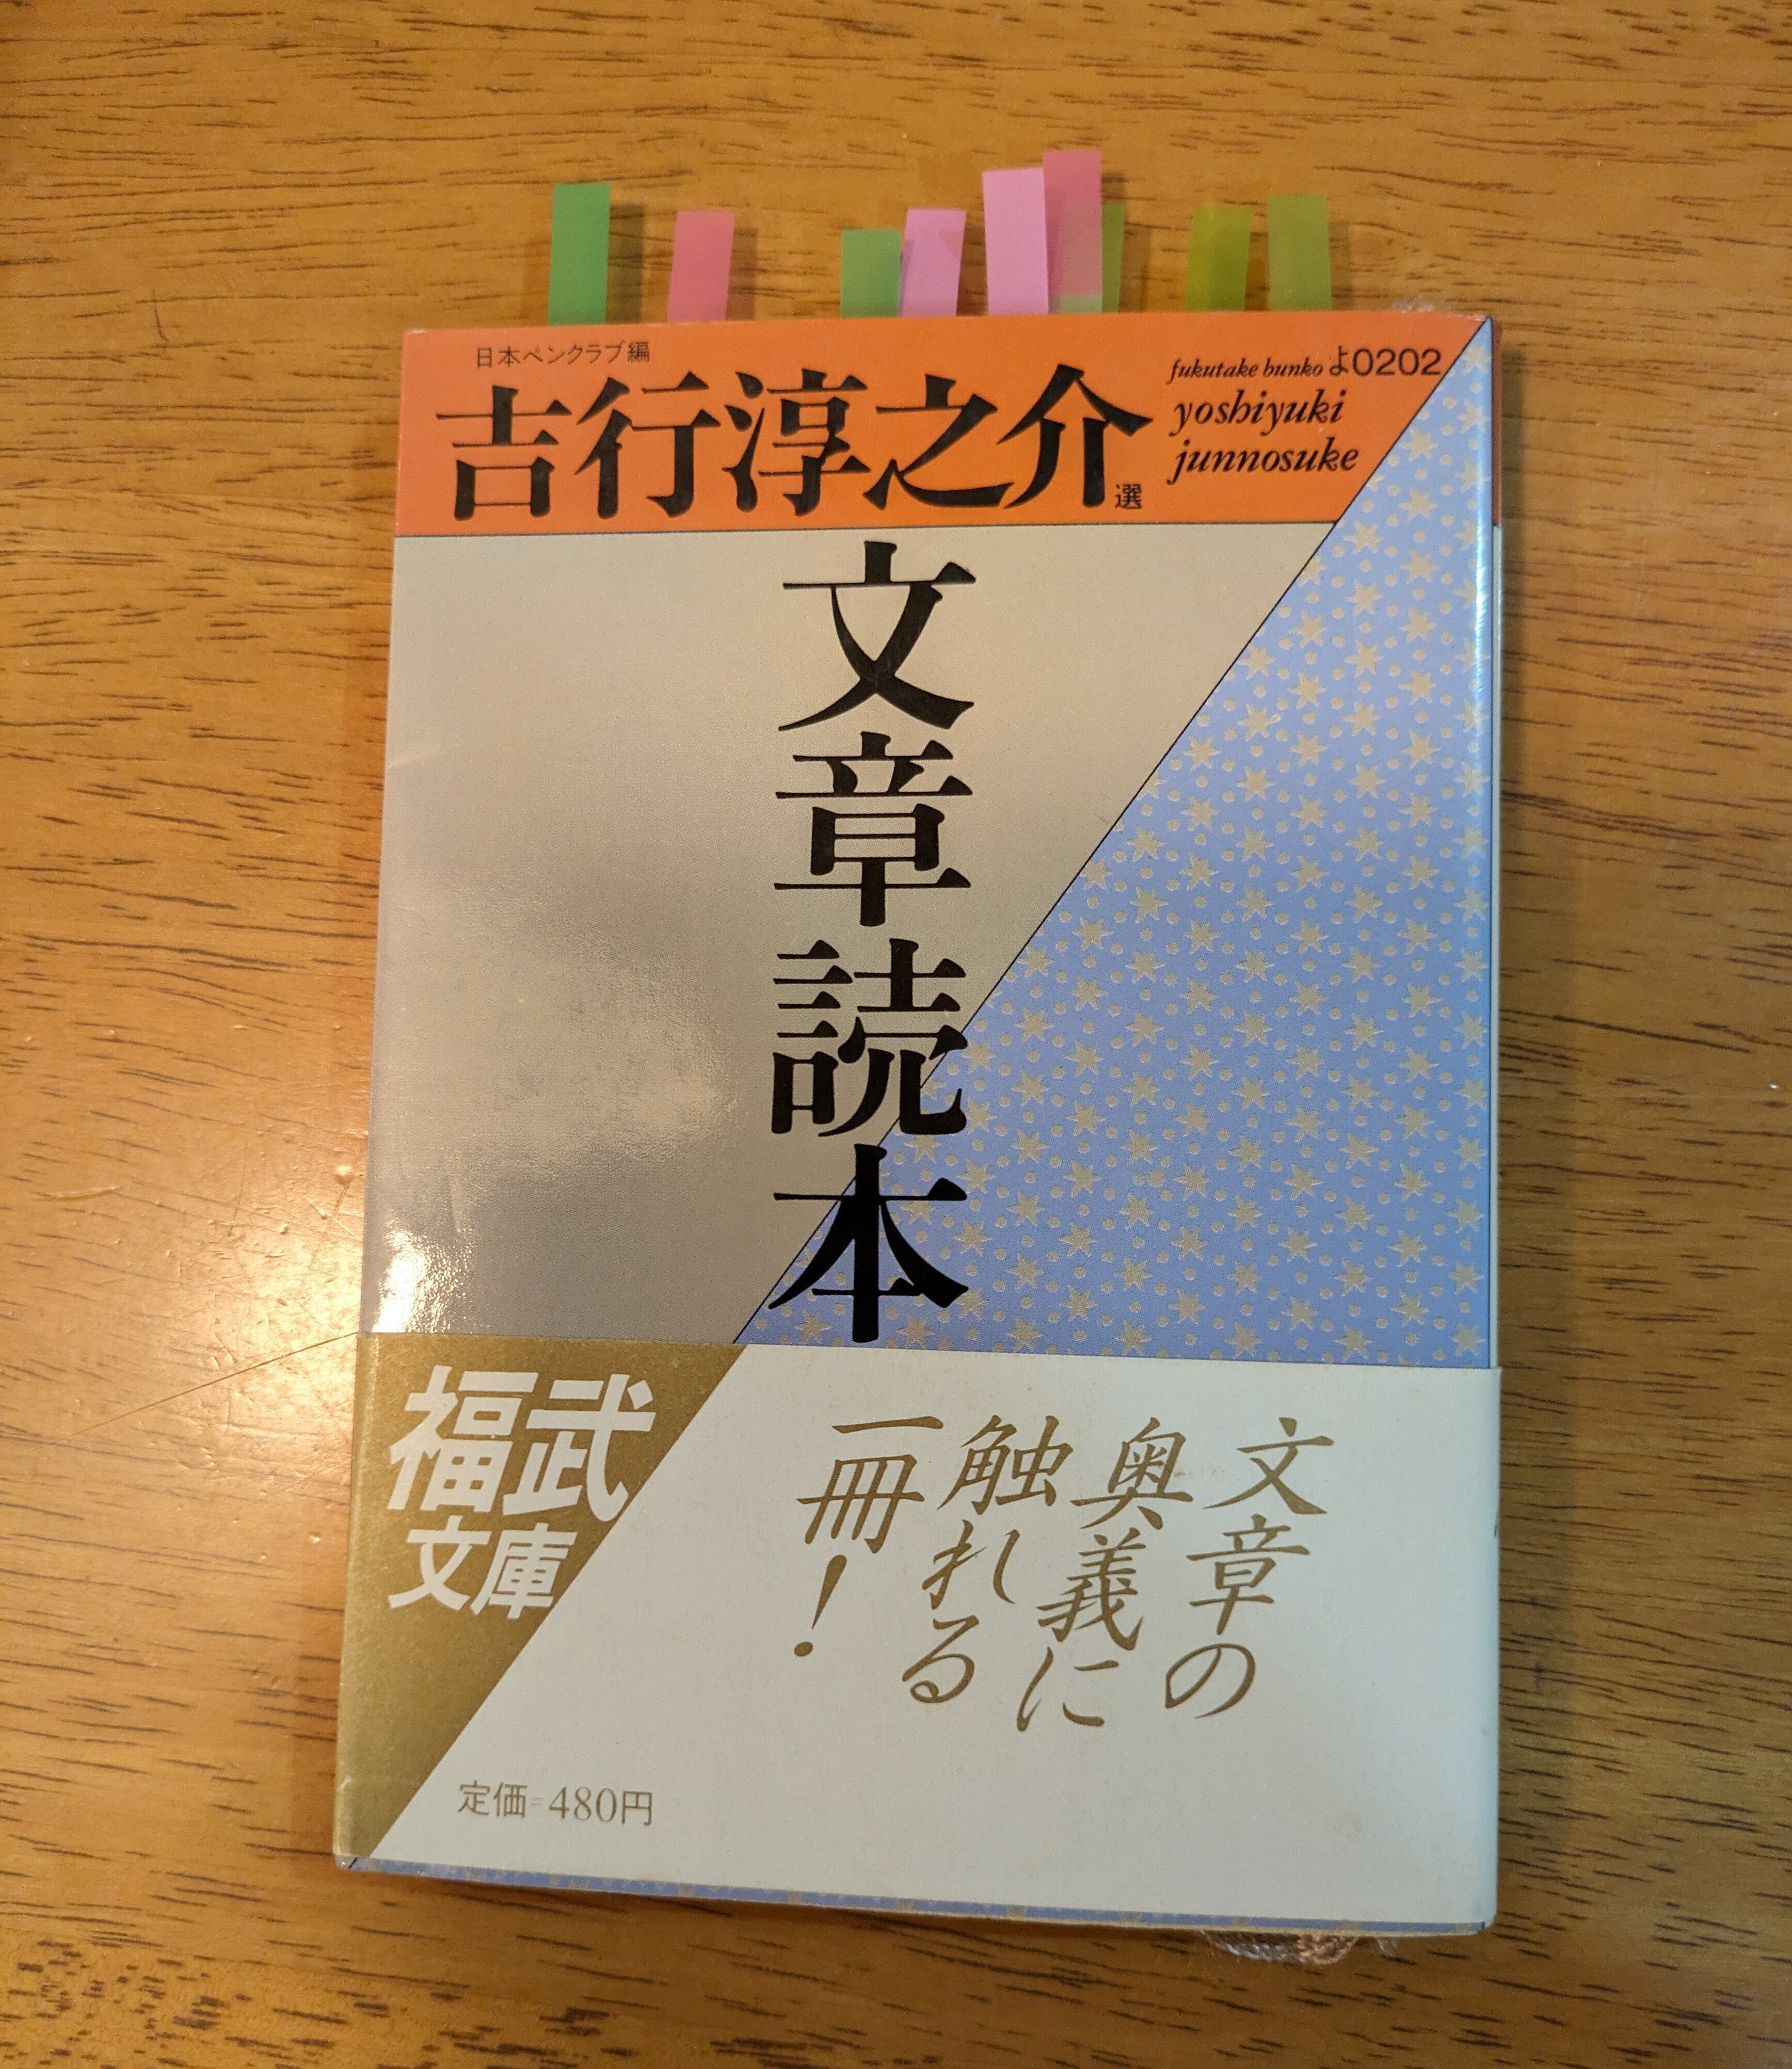 日本ペンクラブ編
吉行淳之介選
fukutake bunko よ0202
yoshiyuki
junnosuke
文章読本
福武
文庫
文章の
奥義に
触れる
一冊！
定価=480円